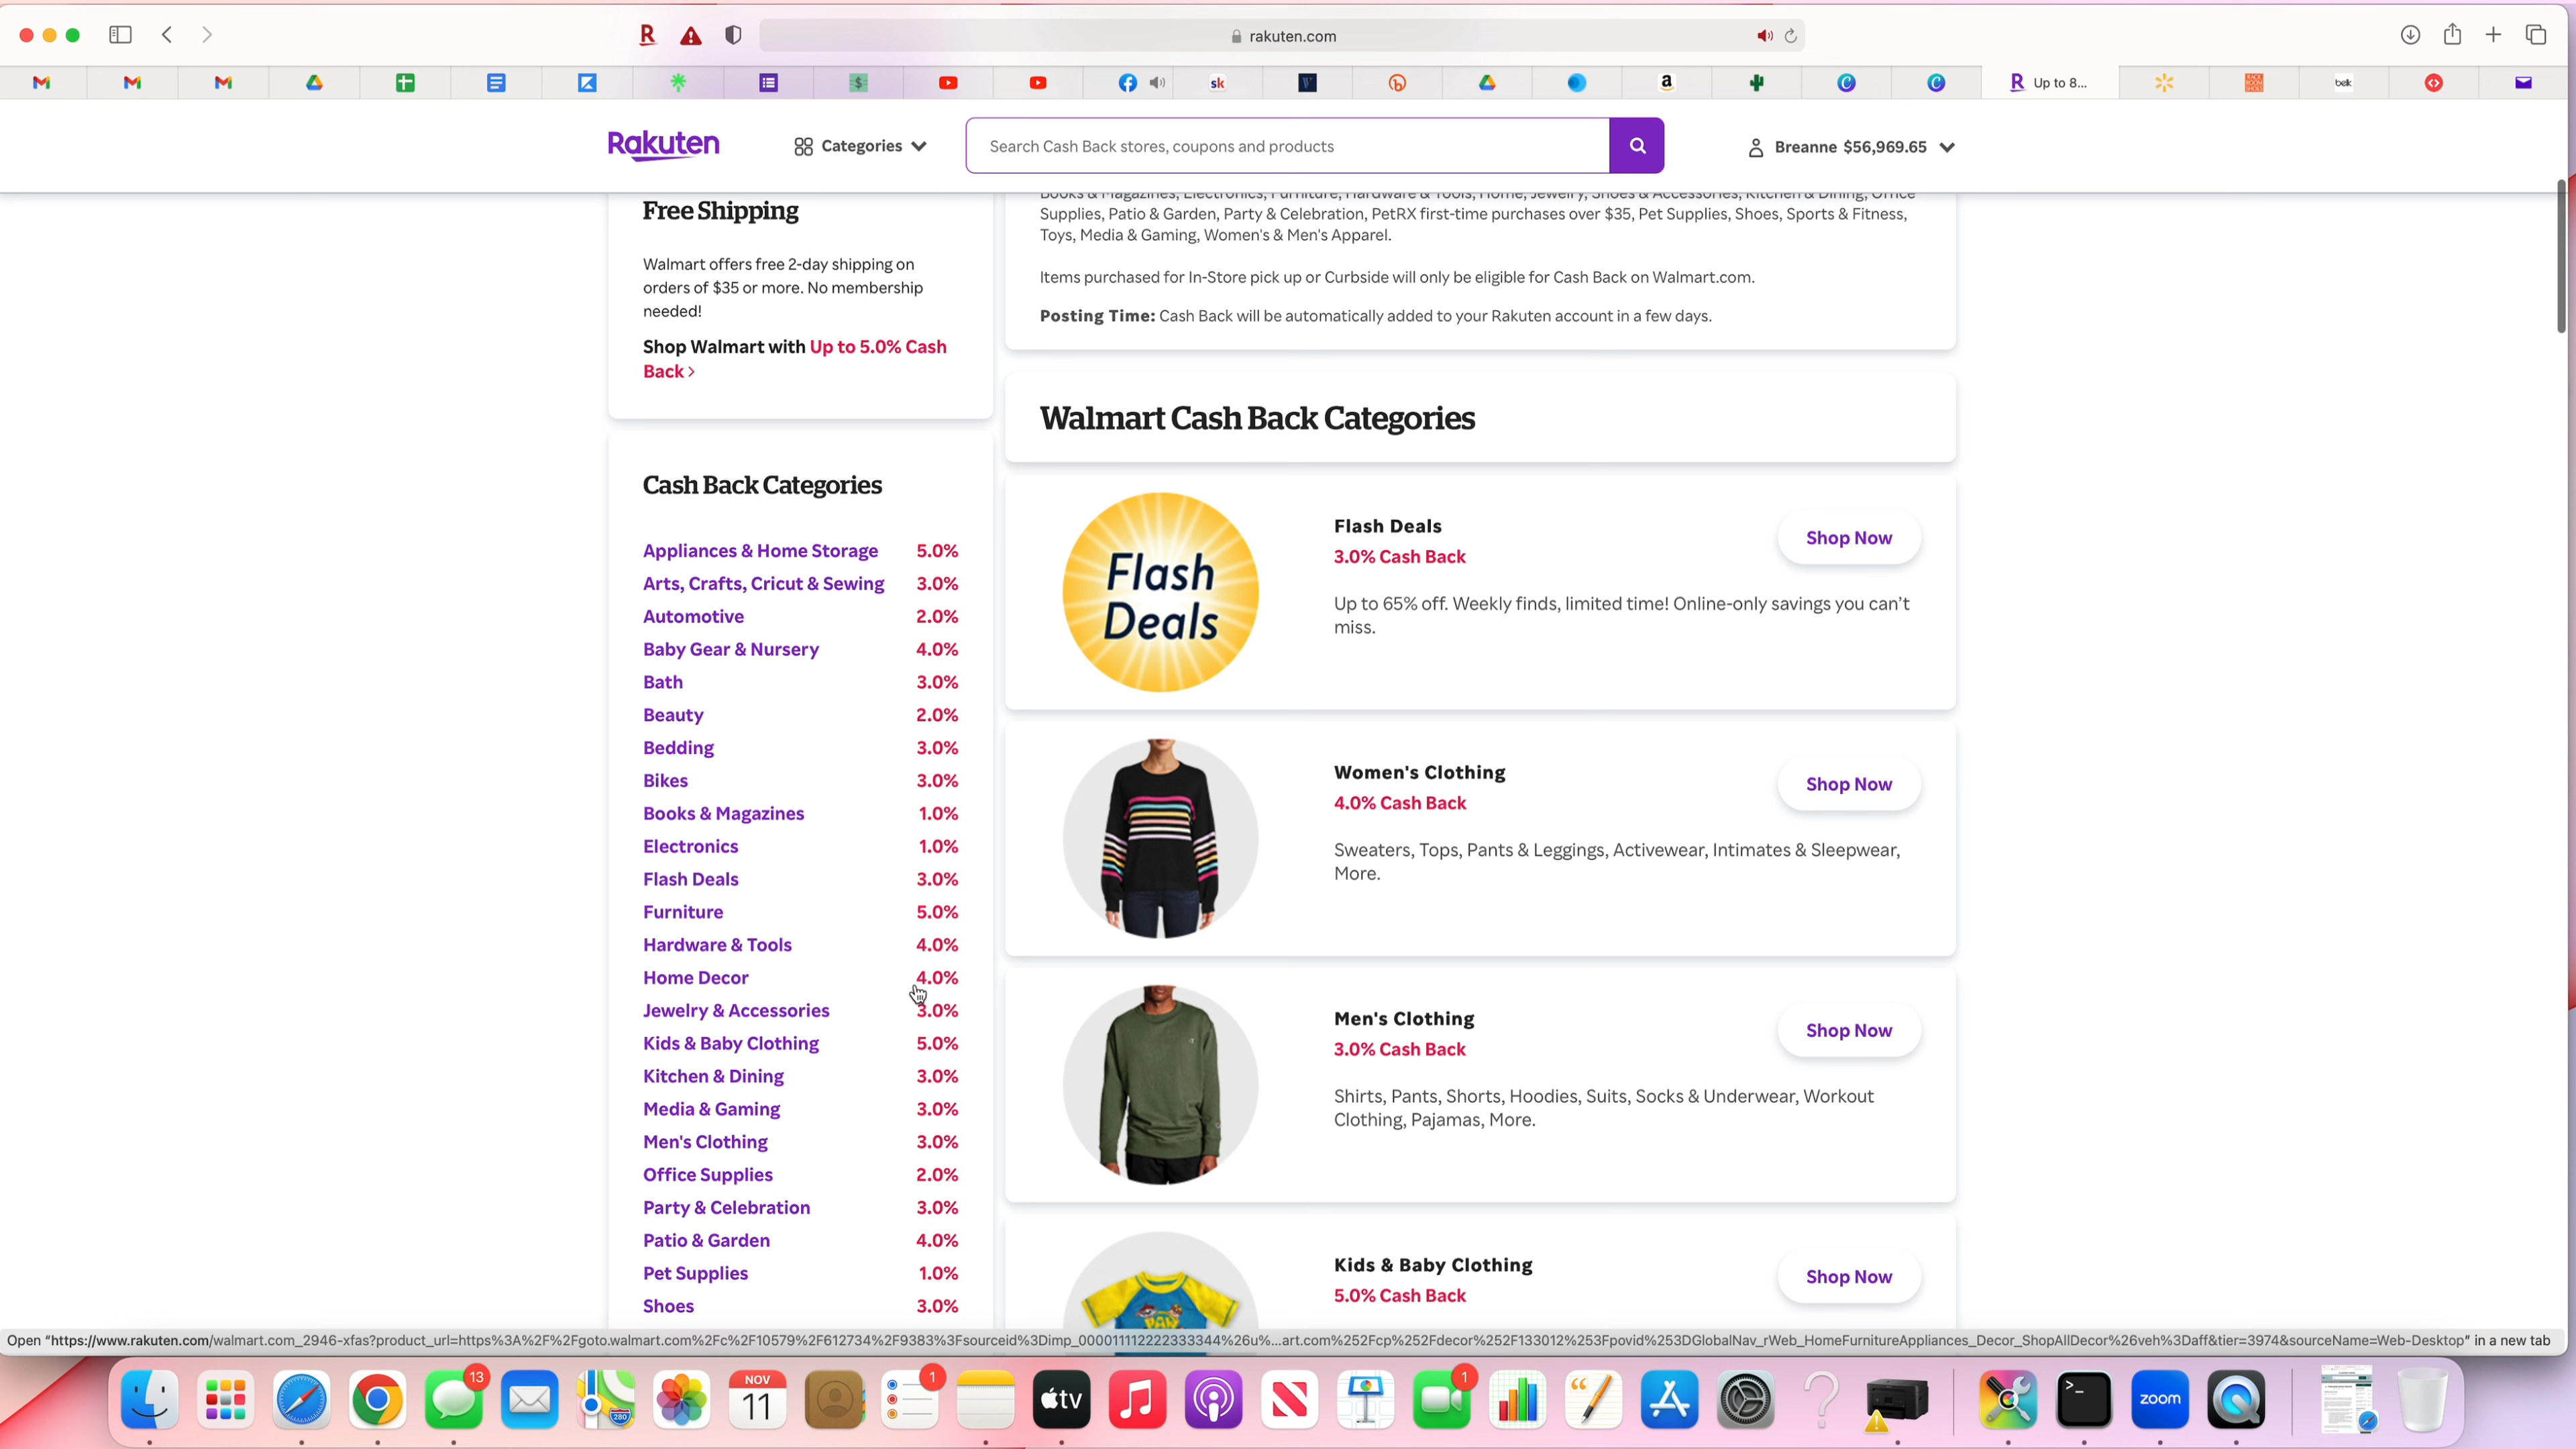 R
rakuten.com
sk
a
Up to 8...
belk
Rakuten
Categories
Search Cash Back stores, coupons and products
Breanne $56,969.65
Free Shipping
Walmart offers free 2-day shipping on
orders of $35 or more. No membership
needed!
Shop Walmart with Up to 5.0% Cash
Back >
Cash Back Categories
Appliances & Home Storage 5.0%
Arts, Crafts, Cricut & Sewing 3.0%
Automotive 2.0%
Baby Gear & Nursery 4.0%
Bath 3.0%
Beauty 2.0%
Bedding 3.0%
Bikes 3.0%
Books & Magazines 1.0%
Electronics 1.0%
Flash Deals 3.0%
Furniture 5.0%
Hardware & Tools 4.0%
Home Decor 4.0%
Jewelry & Accessories 3.0%
Kids & Baby Clothing 5.0%
Kitchen & Dining 3.0%
Media & Gaming 3.0%
Men's Clothing 3.0%
Office Supplies 2.0%
Party & Celebration 3.0%
Patio & Garden 4.0%
Pet Supplies 1.0%
Shoes 3.0%
Books & Magazines, Electronics, Furniture, Hardware & Tools, Home, Jewelry, Shoes & Accessories, Kitchen & Dining, Office
Supplies, Patio & Garden, Party & Celebration, PetRX first-time purchases over $35, Pet Supplies, Shoes, Sports & Fitness,
Toys, Media & Gaming, Women's & Men's Apparel.
Items purchased for In-Store pick up or Curbside will only be eligible for Cash Back on Walmart.com.
Posting Time: Cash Back will be automatically added to your Rakuten account in a few days.
Walmart Cash Back Categories
Flash
Deals
Flash Deals
3.0% Cash Back
Up to 65% off. Weekly finds, limited time! Online-only savings you can't
miss.
Shop Now
Women's Clothing
4.0% Cash Back
Sweaters, Tops, Pants & Leggings, Activewear, Intimates & Sleepwear,
More.
Shop Now
Men's Clothing
3.0% Cash Back
Shirts, Pants, Shorts, Hoodies, Suits, Socks & Underwear, Workout
Clothing, Pajamas, More.
Shop Now
Kids & Baby Clothing
5.0% Cash Back
Shop Now
Open "https://www.rakuten.com/walmart.com_2946-xfas?product_url=https%3A%2F%2Fgoto.walmart.com%2Fc%2F10579%2F612734%2F9383%3Fsourceid%3Dimp_000011112222333344%26u%...art.com%252Fcp%252Fdecor%252F133012%253Fpovid%253DGlobalNav_rWeb_HomeFurnitureAppliances_Decor_ShopAllDecor%26veh%3Daff&tier=3974&sourceName=Web-Desktop" in a new tab
13
280
NOV
11
1
tv
1
zoom